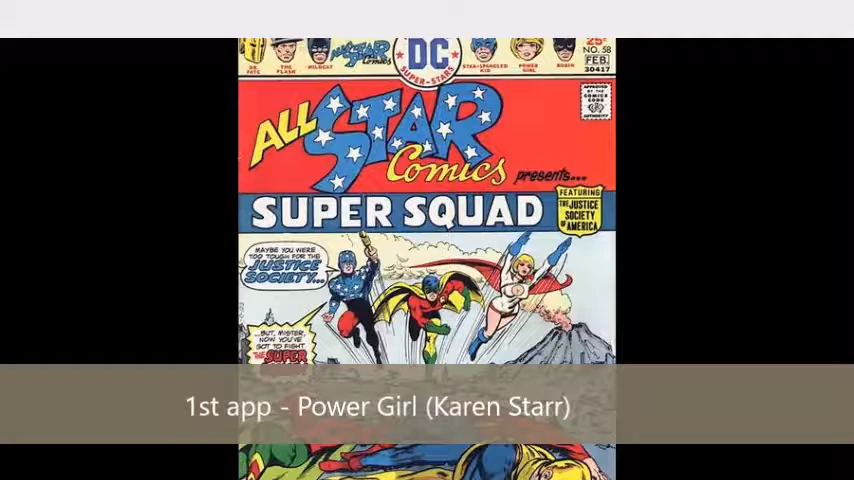 25¢
NO. 58
FEB.
30417
DR. FATE
THE FLASH
WILDCAT
ALL STAR Comics
DC
SUPER-STARS
STAR-SPANGLED KID
POWER GIRL
ROBIN
APPROVED BY THE COMICS CODE AUTHORITY
ALL STAR
Comics presents...
SUPER SQUAD
FEATURING
THE JUSTICE
SOCIETY
OF AMERICA
MAYBE YOU WERE
TOO TOUGH FOR THE
JUSTICE
SOCIETY...
...BUT, MISTER,
NOW YOU'VE
GOT TO FIGHT
THE SUPER
1st app - Power Girl (Karen Starr)